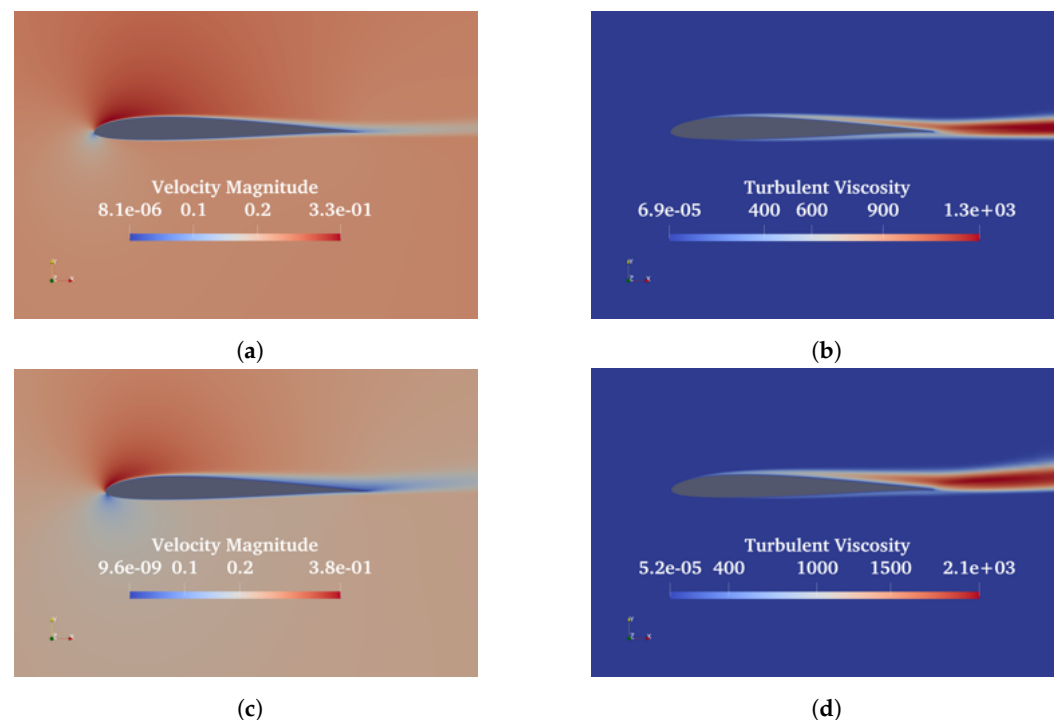 Velocity Magnitude
8.1e-06 0.1 0.2 3.3e-01
Turbulent Viscosity
6.9e-05 400 600 900 1.3e+03
(a)
(b)
Velocity Magnitude
9.6e-09 0.1 0.2 3.8e-01
Turbulent Viscosity
5.2e-05 400 1000 1500 2.1e+03
(c)
(d)